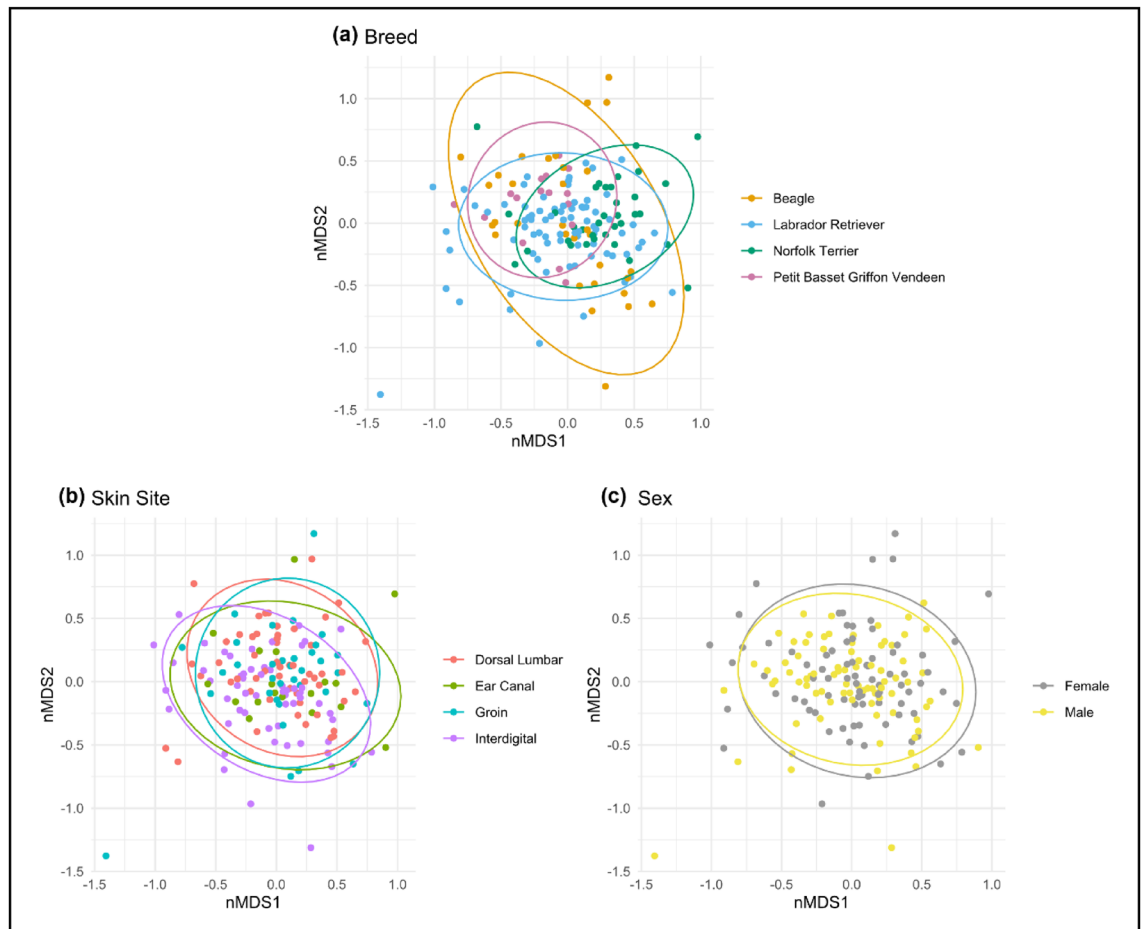 (a) Breed
1.0
0.5
0.0
-0.5
-1.0
-1.5
nMDS2
-1.5 -1.0 -0.5 0.0 0.5 1.0
nMDS1
Beagle
Labrador Retriever
Norfolk Terrier
Petit Basset Griffon Vendeen
(b) Skin Site
1.0
0.5
0.0
-0.5
-1.0
-1.5
nMDS2
-1.5 -1.0 -0.5 0.0 0.5 1.0
nMDS1
Dorsal Lumbar
Ear Canal
Groin
Interdigital
(c) Sex
1.0
0.5
0.0
-0.5
-1.0
-1.5
nMDS2
-1.5 -1.0 -0.5 0.0 0.5 1.0
nMDS1
Female
Male